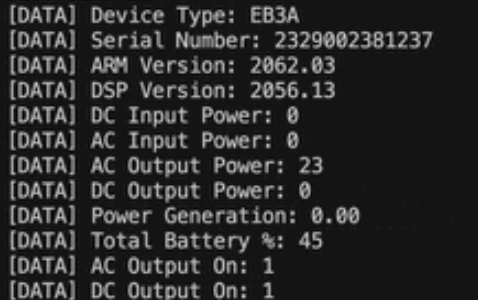 [DATA] Device Type: EB3A
[DATA] Serial Number: 2329002381237
[DATA] ARM Version: 2062.03
[DATA] DSP Version: 2056.13
[DATA] DC Input Power: 0
[DATA] AC Input Power: 0
[DATA] AC Output Power: 23
[DATA] DC Output Power: 0
[DATA] Power Generation: 0.00
[DATA] Total Battery %: 45
[DATA] AC Output On: 1
[DATA] DC Output On: 1